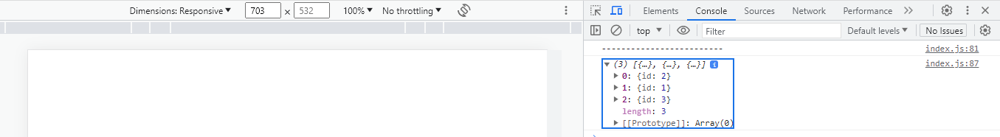 Dimensions: Responsive ▼ 703 × 532 100% ▼ No throttling ▼
Elements Console Sources Network Performance
top ▼ Filter Default levels ▼ No Issues
------------------------- index.js:81
▼ (3) [{…}, {…}, {…}] i index.js:87
▶ 0: {id: 2}
▶ 1: {id: 1}
▶ 2: {id: 3}
length: 3
▶ [[Prototype]]: Array(0)